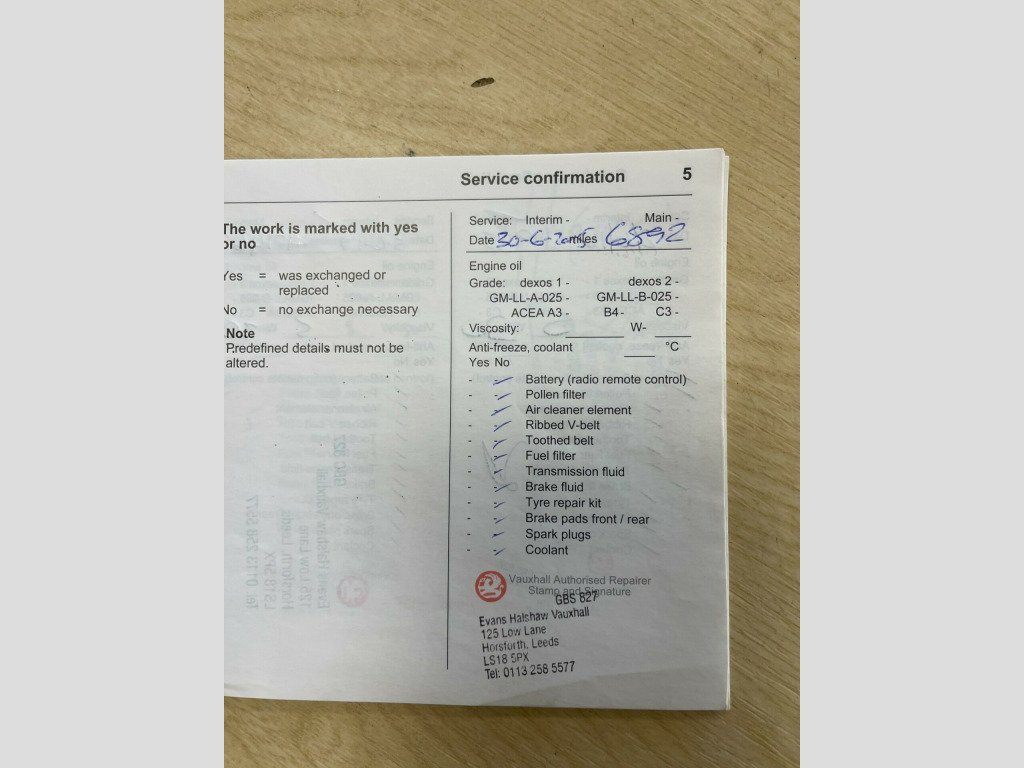 Service confirmation 5
The work is marked with yes
or no
Yes = was exchanged or
replaced
No = no exchange necessary
Note
Predefined details must not be
altered.
Service: Interim - Main -
Date 30-6-2015 miles 6892
Engine oil
Grade: dexos 1 - dexos 2 -
GM-LL-A-025 - GM-LL-B-025 -
ACEA A3 - B4 - C3 -
Viscosity: W-
Anti-freeze, coolant °C
Yes No
- - Battery (radio remote control)
- - Pollen filter
- - Air cleaner element
- - Ribbed V-belt
- - Toothed belt
- - Fuel filter
- - Transmission fluid
- - Brake fluid
- - Tyre repair kit
- - Brake pads front / rear
- - Spark plugs
- - Coolant
Vauxhall Authorised Repairer
Stamp and Signature
GBS 827
Evans Halshaw Vauxhall
125 Low Lane
Horsforth, Leeds
LS18 5PX
Tel: 0113 258 5577